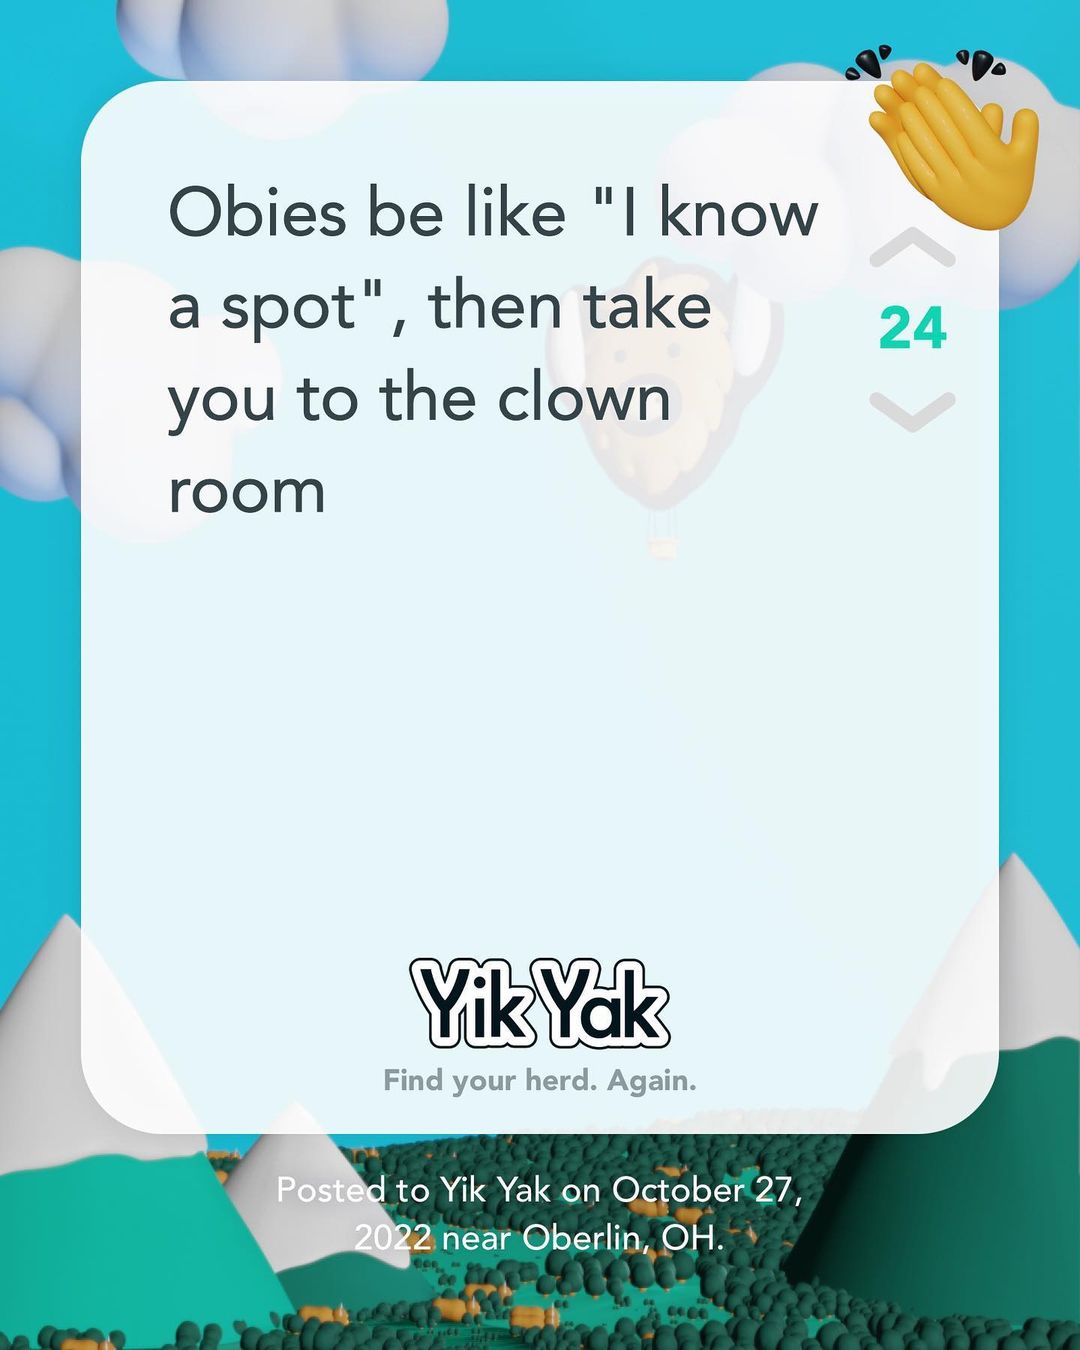 Obies be like "I know
a spot", then take
you to the clown
room
24
Yik Yak
Find your herd. Again.
Posted to Yik Yak on October 27,
2022 near Oberlin, OH.